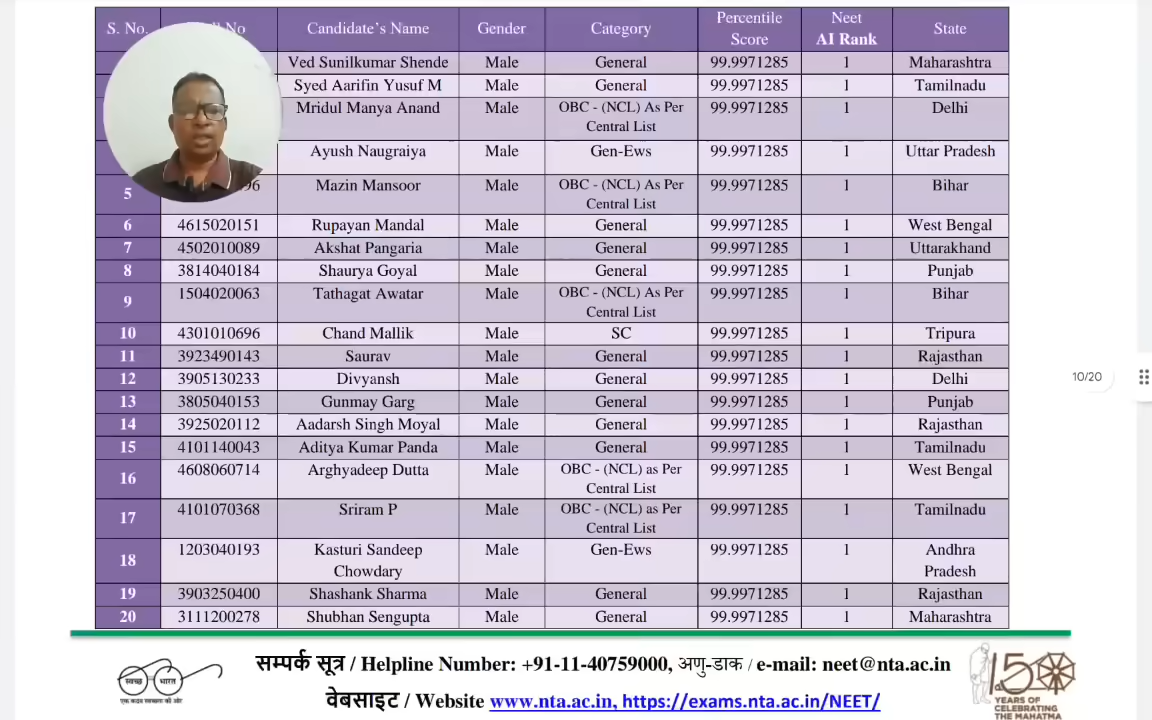 S. No. No Candidate's Name Gender Category Percentile Score Neet AI Rank State
Ved Sunilkumar Shende Male General 99.9971285 1 Maharashtra
Syed Aarifin Yusuf M Male General 99.9971285 1 Tamilnadu
Mridul Manya Anand Male OBC - (NCL) As Per Central List 99.9971285 1 Delhi
Ayush Naugraiya Male Gen-Ews 99.9971285 1 Uttar Pradesh
5 Mazin Mansoor Male OBC - (NCL) As Per Central List 99.9971285 1 Bihar
6 4615020151 Rupayan Mandal Male General 99.9971285 1 West Bengal
7 4502010089 Akshat Pangaria Male General 99.9971285 1 Uttarakhand
8 3814040184 Shaurya Goyal Male General 99.9971285 1 Punjab
9 1504020063 Tathagat Awatar Male OBC - (NCL) As Per Central List 99.9971285 1 Bihar
10 4301010696 Chand Mallik Male SC 99.9971285 1 Tripura
11 3923490143 Saurav Male General 99.9971285 1 Rajasthan
12 3905130233 Divyansh Male General 99.9971285 1 Delhi
13 3805040153 Gunmay Garg Male General 99.9971285 1 Punjab
14 3925020112 Aadarsh Singh Moyal Male General 99.9971285 1 Rajasthan
15 4101140043 Aditya Kumar Panda Male General 99.9971285 1 Tamilnadu
16 4608060714 Arghyadeep Dutta Male OBC - (NCL) as Per Central List 99.9971285 1 West Bengal
17 4101070368 Sriram P Male OBC - (NCL) as Per Central List 99.9971285 1 Tamilnadu
18 1203040193 Kasturi Sandeep Chowdary Male Gen-Ews 99.9971285 1 Andhra Pradesh
19 3903250400 Shashank Sharma Male General 99.9971285 1 Rajasthan
20 3111200278 Shubhan Sengupta Male General 99.9971285 1 Maharashtra
10/20
सम्पर्क सूत्र / Helpline Number: +91-11-40759000, अणु-डाक / e-mail: neet@nta.ac.in
वेबसाइट / Website www.nta.ac.in, https://exams.nta.ac.in/NEET/
स्वच्छ भारत
एक कदम स्वच्छता की ओर
150
YEARS OF
CELEBRATING
THE MAHATMA